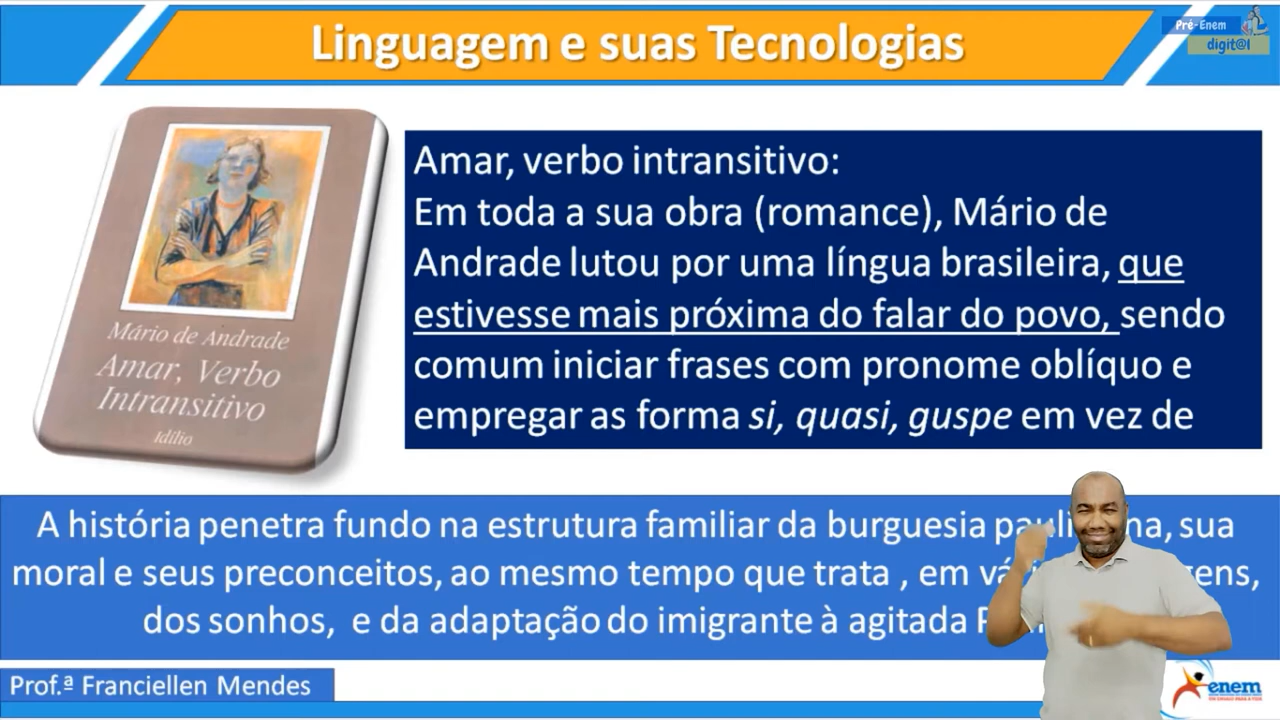 Linguagem e suas Tecnologias
Pré-Enem
digit@l
Mário de Andrade
Amar, Verbo
Intransitivo
Idílio
Amar, verbo intransitivo:
Em toda a sua obra (romance), Mário de
Andrade lutou por uma língua brasileira, que
estivesse mais próxima do falar do povo, sendo
comum iniciar frases com pronome oblíquo e
empregar as forma si, quasi, guspe em vez de
A história penetra fundo na estrutura familiar da burguesia sua
moral e seus preconceitos, ao mesmo tempo que trata , em
dos sonhos, e da adaptação do imigrante à agitada
Prof.ª Franciellen Mendes
enem